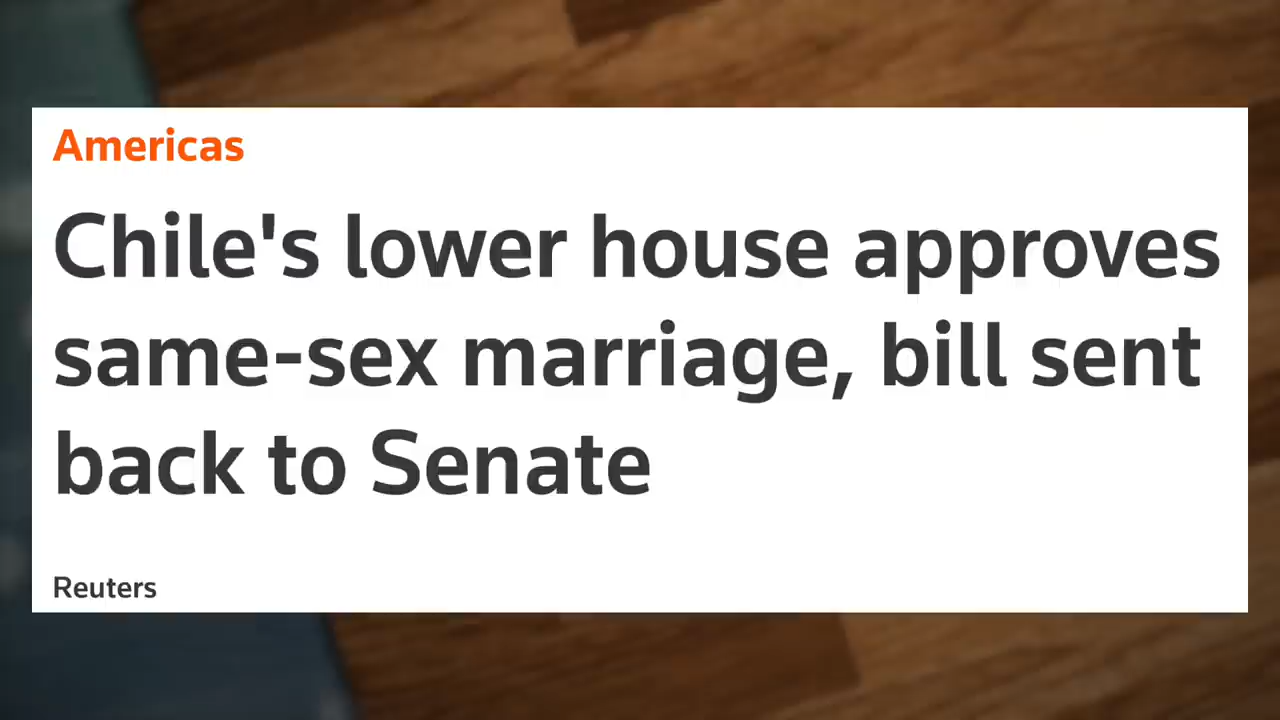 Americas
Chile's lower house approves
same-sex marriage, bill sent
back to Senate
Reuters